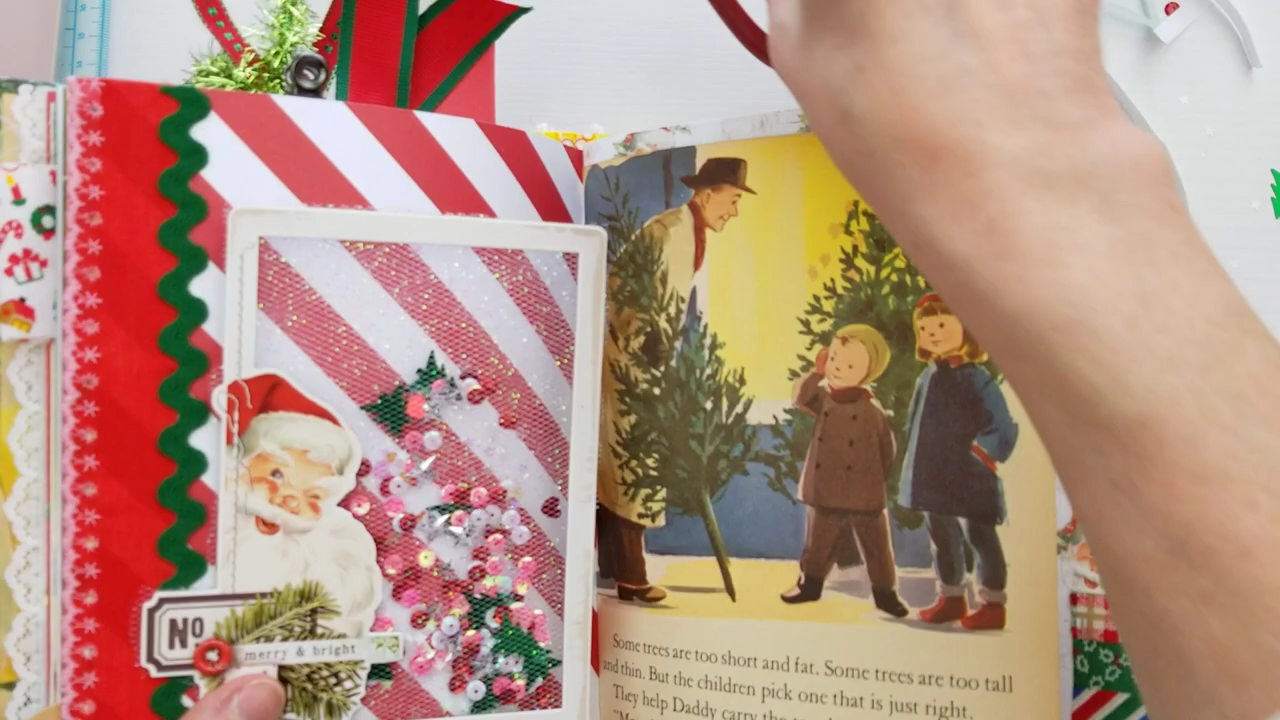 No
merry & bright
Some trees are too short and fat. Some trees are too tall
and thin. But the children pick one that is just right.
They help Daddy carry the